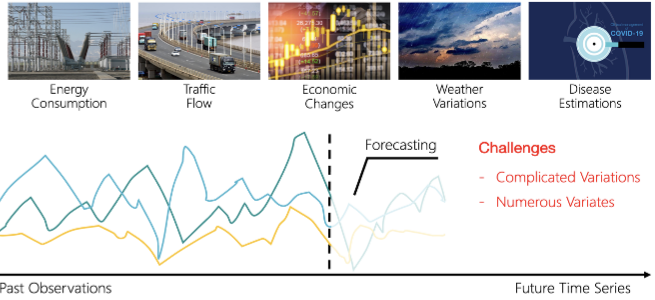 COVID-19
Energy
Consumption
Traffic
Flow
Economic
Changes
Weather
Variations
Disease
Estimations
Forecasting
Challenges
- Complicated Variations
- Numerous Variates
Past Observations
Future Time Series